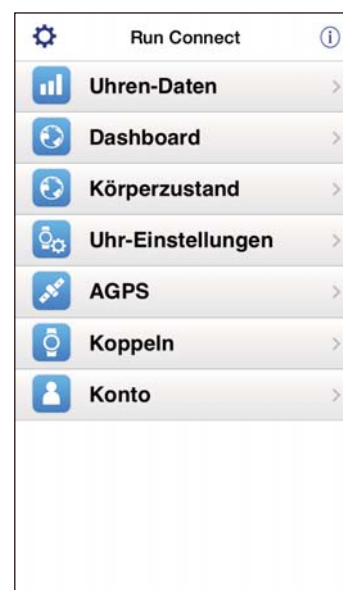 Run Connect
Uhren-Daten
Dashboard
Körperzustand
Uhr-Einstellungen
AGPS
Koppeln
Konto